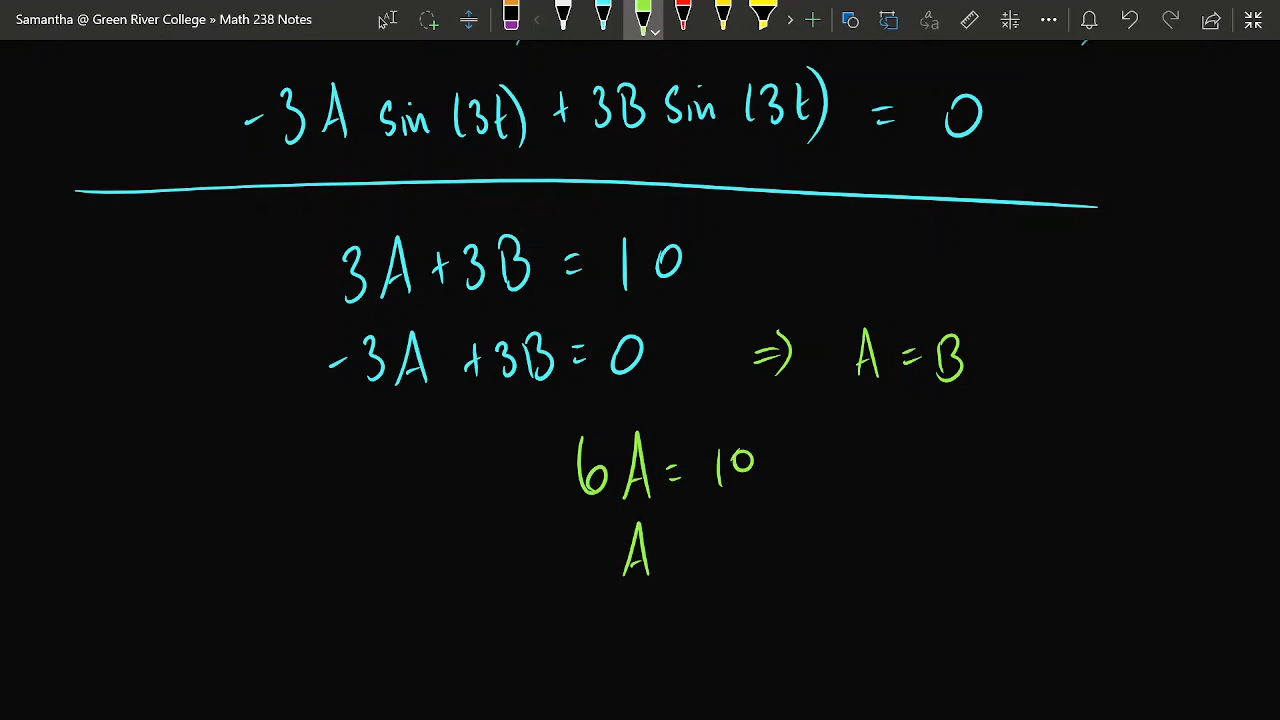 Samantha @ Green River College » Math 238 Notes
-3A sin(3t) + 3B sin(3t) = 0
3A+3B = 10
-3A +3B = 0 ⇒ A = B
6A = 10
A